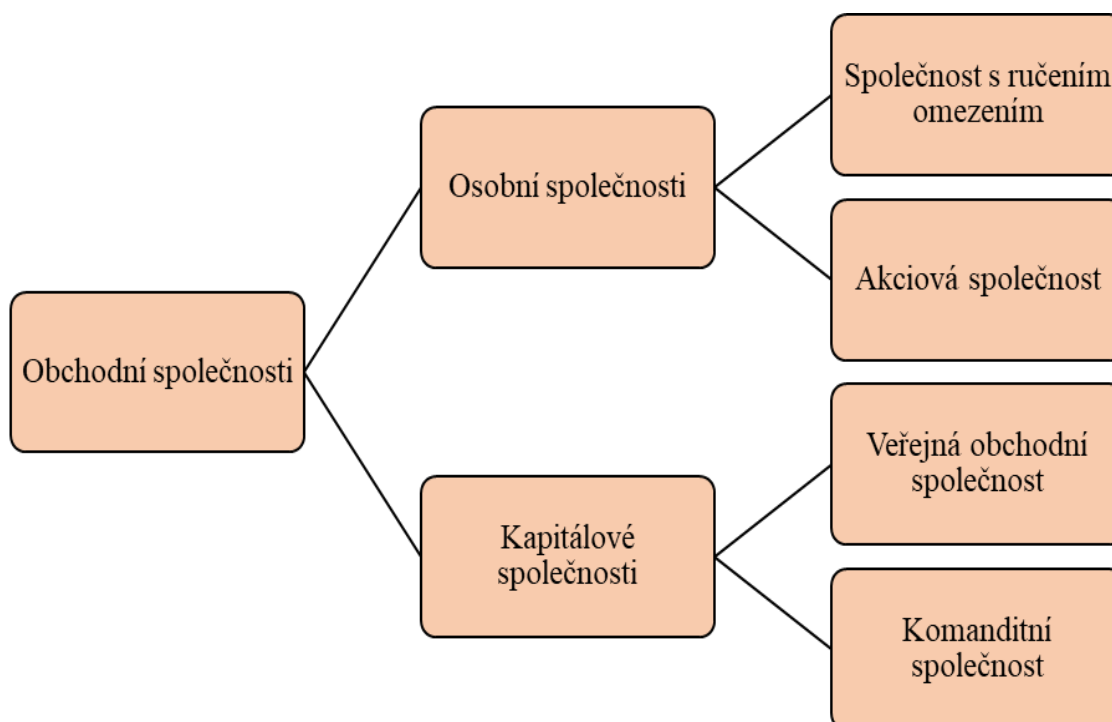 Obchodní společnosti
Osobní společnosti
Společnost s ručením
omezením
Akciová společnost
Kapitálové
společnosti
Veřejná obchodní
společnost
Komanditní
společnost